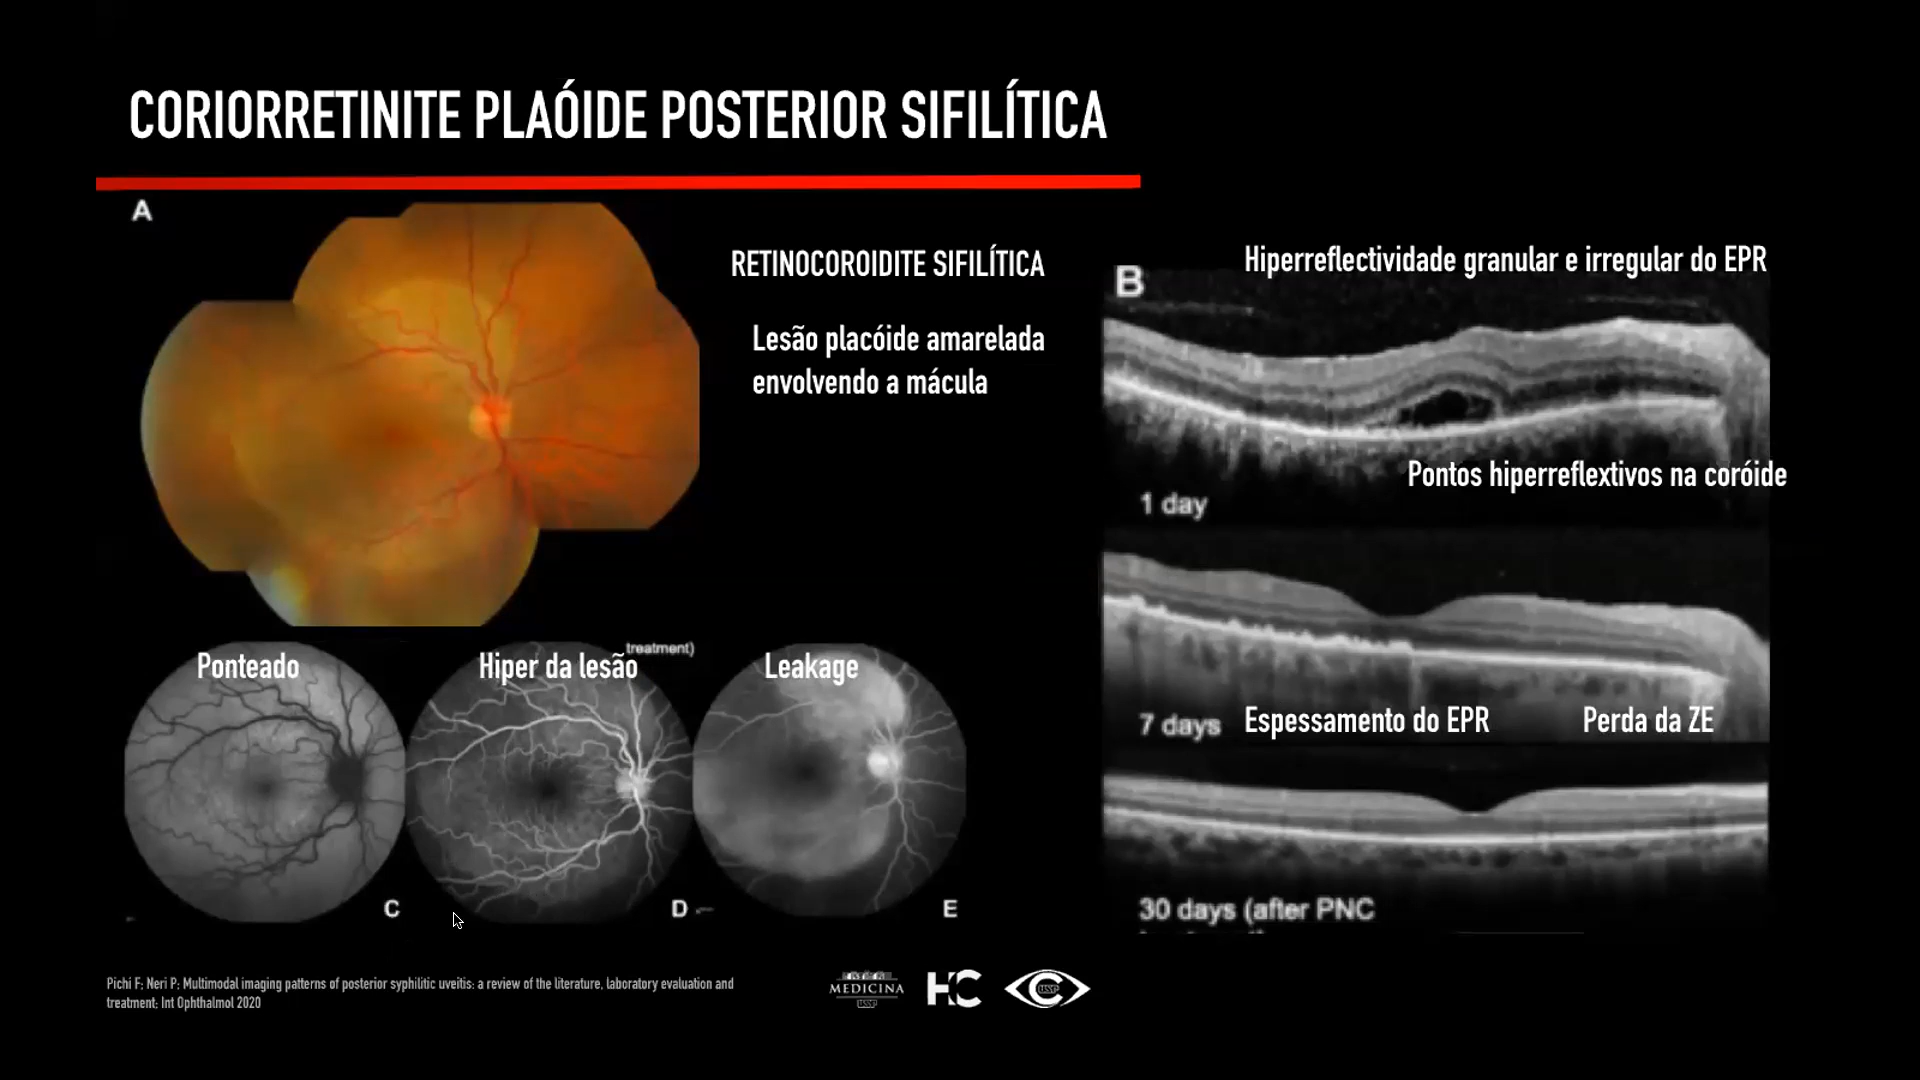 CORIORRETINITE PLAÓIDE POSTERIOR SIFILÍTICA
A
RETINOCOROIDITE SIFILÍTICA
Lesão placóide amarelada
envolvendo a mácula
B
Hiperreflectividade granular e irregular do EPR
Pontos hiperreflextivos na coróide
1 day
7 days
Espessamento do EPR
Perda da ZE
30 days (after PNC
treatment)
Ponteado
Hiper da lesão
Leakage
C
D
E
Pichi F; Neri P: Multimodal imaging patterns of posterior syphilitic uveitis: a review of the literature, laboratory evaluation and
treatment; Int Ophthalmol 2020
MEDICINA
USP
HC
C